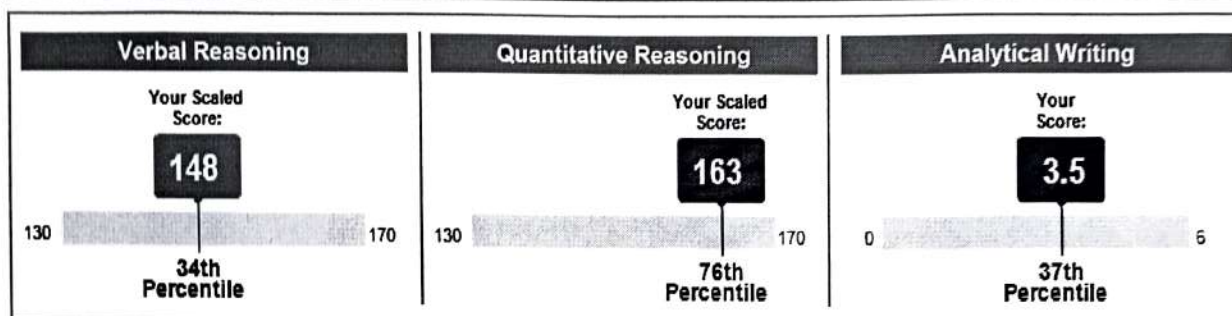 Verbal Reasoning
Your Scaled
Score:
148
130
170
34th
Percentile
Quantitative Reasoning
Your Scaled
Score:
163
130
170
76th
Percentile
Analytical Writing
Your
Score:
3.5
0
6
37th
Percentile